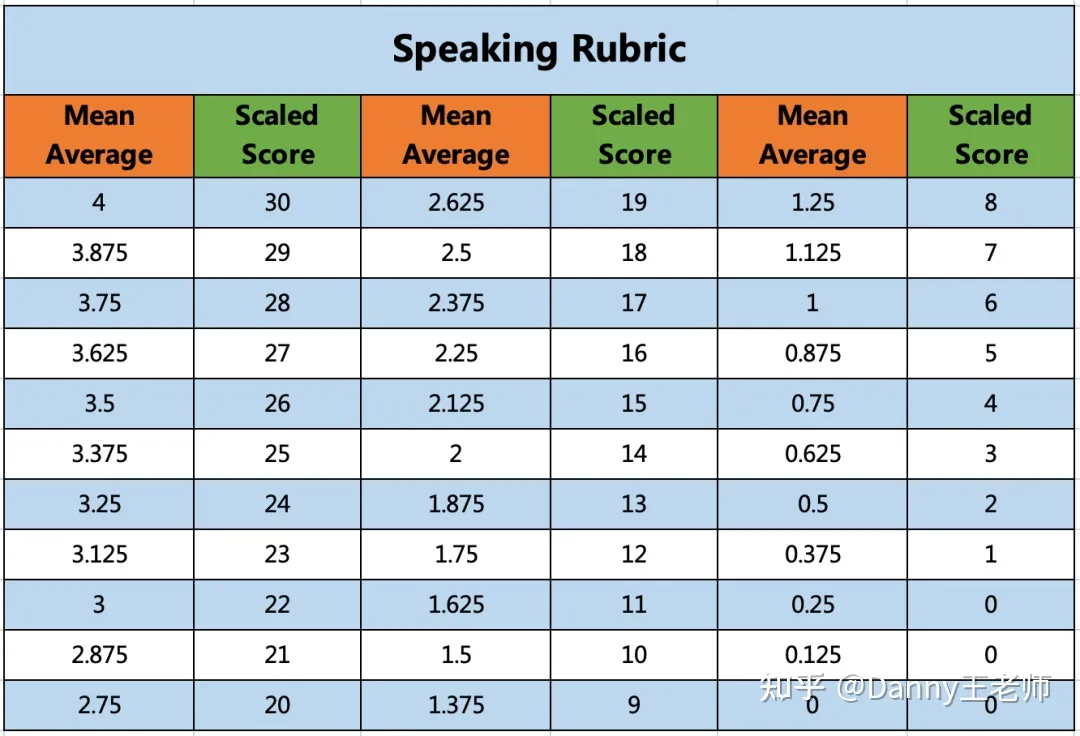 Speaking Rubric
Mean Average Scaled Score Mean Average Scaled Score Mean Average Scaled Score
4 30 2.625 19 1.25 8
3.875 29 2.5 18 1.125 7
3.75 28 2.375 17 1 6
3.625 27 2.25 16 0.875 5
3.5 26 2.125 15 0.75 4
3.375 25 2 14 0.625 3
3.25 24 1.875 13 0.5 2
3.125 23 1.75 12 0.375 1
3 22 1.625 11 0.25 0
2.875 21 1.5 10 0.125 0
2.75 20 1.375 9 0 0
知乎 @Danny王老师